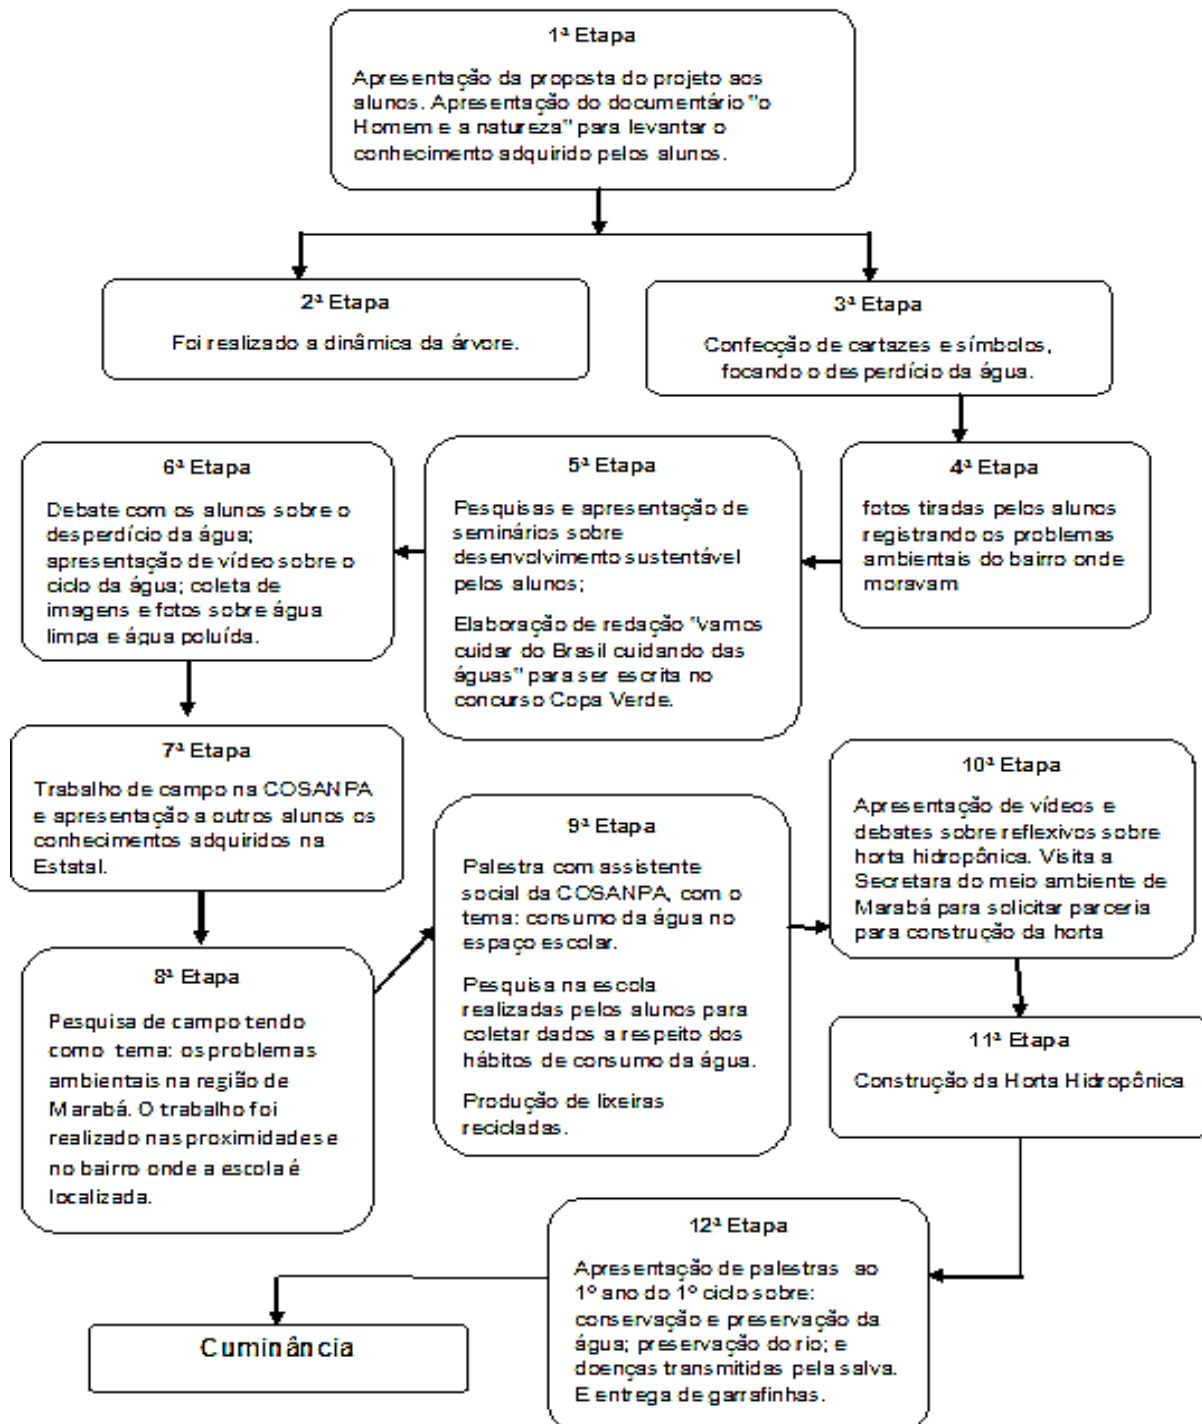 1ª Etapa
Apresentação da proposta do projeto aos
alunos. Apresentação do documentário "o
Homem e a natureza" para levantar o
conhecimento adquirido pelos alunos.
2ª Etapa
Foi realizado a dinâmica da árvore.
3ª Etapa
Confecção de cartazes e símbolos,
focando o desperdício da água.
4ª Etapa
fotos tiradas pelos alunos
registrando os problemas
ambientais do bairro onde
moravam
5ª Etapa
Pesquisas e apresentação de
seminários sobre
desenvolvimento sustentável
pelos alunos;
Elaboração de redação "vamos
cuidar do Brasil cuidando das
águas" para ser escrita no
concurso Copa Verde.
6ª Etapa
Debate com os alunos sobre o
desperdício da água;
apresentação de vídeo sobre o
ciclo da água; coleta de
imagens e fotos sobre água
limpa e água poluída.
7ª Etapa
Trabalho de campo na COSANPA
e apresentação a outros alunos os
conhecimentos adquiridos na
Estatal.
8ª Etapa
Pesquisa de campo tendo
como tema: os problemas
ambientais na região de
Marabá. O trabalho foi
realizado nas proximidades e
no bairro onde a escola é
localizada.
9ª Etapa
Palestra com assistente
social da COSANPA, com o
tema: consumo da água no
espaço escolar.
Pesquisa na escola
realizadas pelos alunos para
coletar dados a respeito dos
hábitos de consumo da água.
Produção de lixeiras
recicladas.
10ª Etapa
Apresentação de vídeos e
debates sobre reflexivos sobre
horta hidropônica. Visita a
Secretara do meio ambiente de
Marabá para solicitar parceria
para construção da horta
11ª Etapa
Construção da Horta Hidropônica
12ª Etapa
Apresentação de palestras ao
1º ano do 1º ciclo sobre:
conservação e preservação da
água; preservação do rio; e
doenças transmitidas pela salva.
E entrega de garrafinhas.
Cuminância